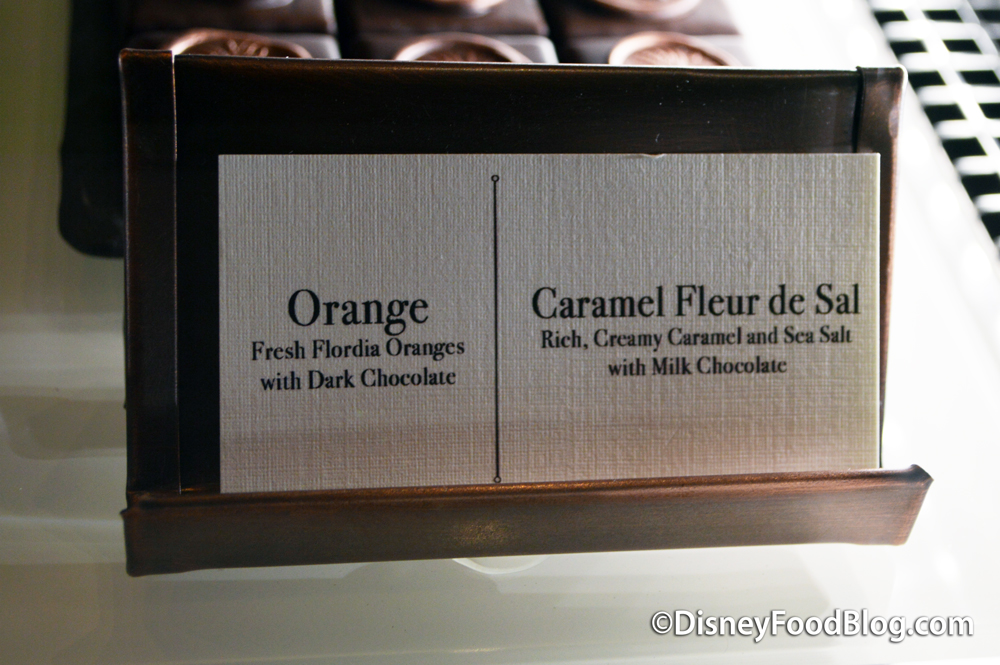 Orange
Fresh Flordia Oranges
with Dark Chocolate
Caramel Fleur de Sal
Rich, Creamy Caramel and Sea Salt
with Milk Chocolate
©DisneyFoodBlog.com